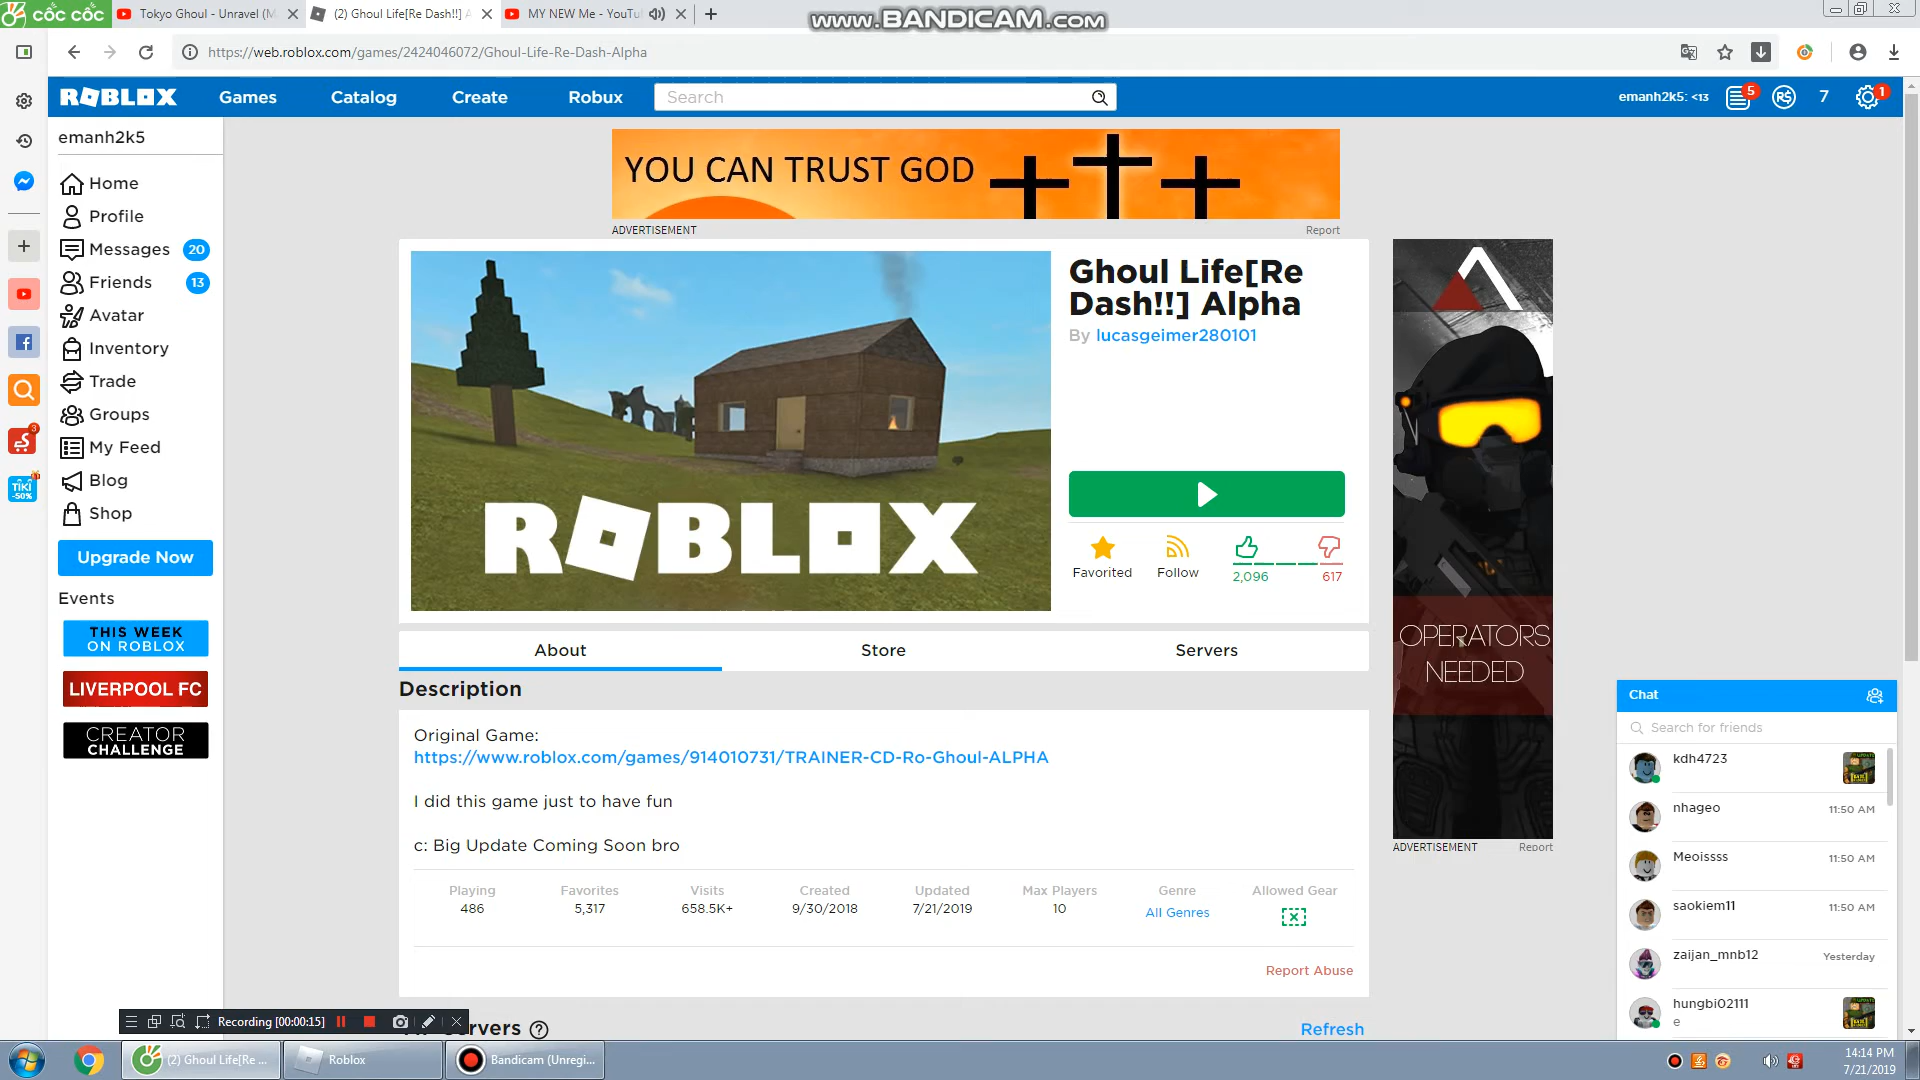 cốc cốc
Tokyo Ghoul - Unravel (M
(2) Ghoul Life[Re Dash!!] A
MY NEW Me - YouTu
WWW.BANDICAM.COM
https://web.roblox.com/games/2424046072/Ghoul-Life-Re-Dash-Alpha
ROBLOX
Games
Catalog
Create
Robux
Search
emanh2k5: <13
5
7
1
emanh2k5
Home
Profile
Messages 20
Friends 13
Avatar
Inventory
Trade
Groups
My Feed
Blog
Shop
Upgrade Now
Events
THIS WEEK
ON ROBLOX
LIVERPOOL FC
CREATOR
CHALLENGE
3
TIKI
-50%
YOU CAN TRUST GOD
ADVERTISEMENT
Report
ROBLOX
Ghoul Life[Re
Dash!!] Alpha
By lucasgeimer280101
Favorited
Follow
2,096
617
About
Store
Servers
Description
Original Game:
https://www.roblox.com/games/914010731/TRAINER-CD-Ro-Ghoul-ALPHA
I did this game just to have fun
c: Big Update Coming Soon bro
Playing
Favorites
Visits
Created
Updated
Max Players
Genre
Allowed Gear
486
5,317
658.5K+
9/30/2018
7/21/2019
10
All Genres
Report Abuse
Refresh
OPERATORS
NEEDED
ADVERTISEMENT
Report
Chat
Search for friends
kdh4723
nhageo
11:50 AM
Meoissss
11:50 AM
saokiem11
11:50 AM
zaijan_mnb12
Yesterday
hungbi02111
e
Recording [00:00:15]
(2) Ghoul Life[Re ...
Roblox
Bandicam (Unregi...
14:14 PM
7/21/2019